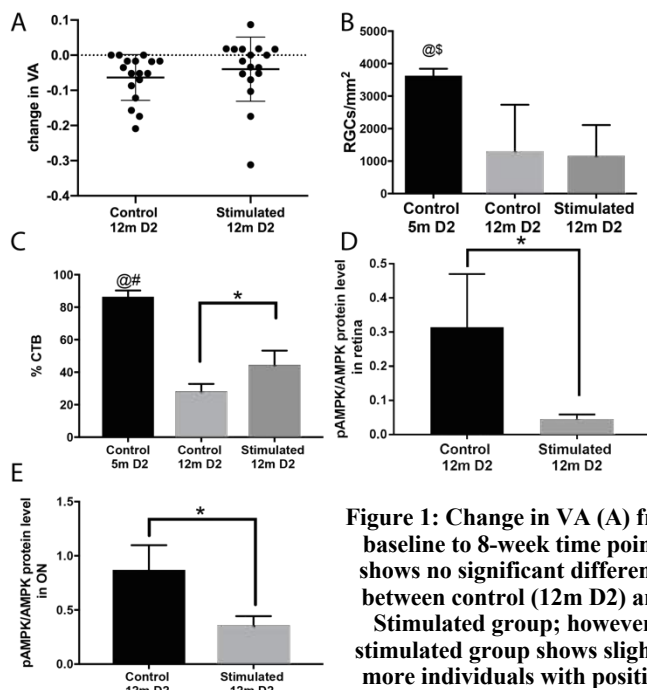 A
0.1
0.0
-0.1
-0.2
-0.3
-0.4
change in VA
Control
12m D2
Stimulated
12m D2
B
5000
4000
3000
2000
1000
0
RGCs/mm²
@$
Control
5m D2
Control
12m D2
Stimulated
12m D2
C
100
80
60
40
20
0
% CTB
@#
*
Control
5m D2
Control
12m D2
Stimulated
12m D2
D
0.5
0.4
0.3
0.2
0.1
0.0
pAMPK/AMPK protein level
in retina
*
Control
12m D2
Stimulated
12m D2
E
1.5
1.0
0.5
0.0
pAMPK/AMPK protein level
in ON
*
Control
12m D2
Stimulated
12m D2
Figure 1: Change in VA (A) fr
baseline to 8-week time poin
shows no significant differen
between control (12m D2) an
Stimulated group; however
stimulated group shows sligh
more individuals with positi